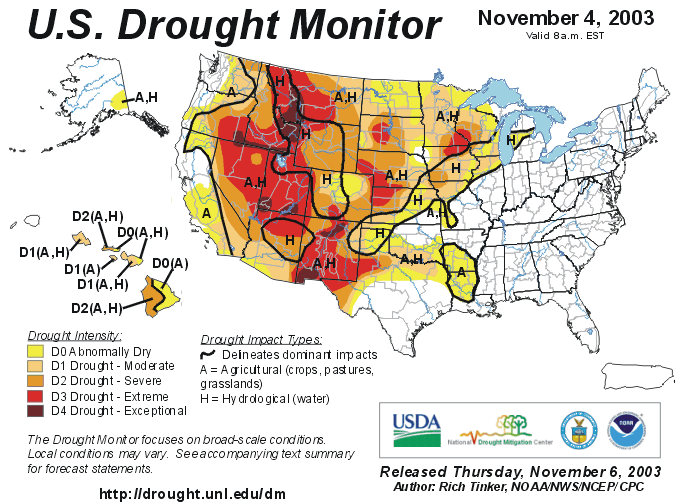 U.S. Drought Monitor
November 4, 2003
Valid 8 a.m. EST
A,H
H
A,H
A,H
H
H
H
A,H
H
A,H
H
H
A
A,H
H
H
A,H
A,H
A
D2(A,H)
D0(A,H)
D1(A,H)
D1(A)
D1(A,H)
D0(A)
D2(A,H)
Drought Intensity:
D0 Abnormally Dry
D1 Drought - Moderate
D2 Drought - Severe
D3 Drought - Extreme
D4 Drought - Exceptional
Drought Impact Types:
Delineates dominant impacts
A = Agricultural (crops, pastures,
grasslands)
H = Hydrological (water)
The Drought Monitor focuses on broad-scale conditions.
Local conditions may vary. See accompanying text summary
for forecast statements.
http://drought.unl.edu/dm
USDA
National Drought Mitigation Center
NOAA
Released Thursday, November 6, 2003
Author: Rich Tinker, NOAA/NWS/NCEP/CPC